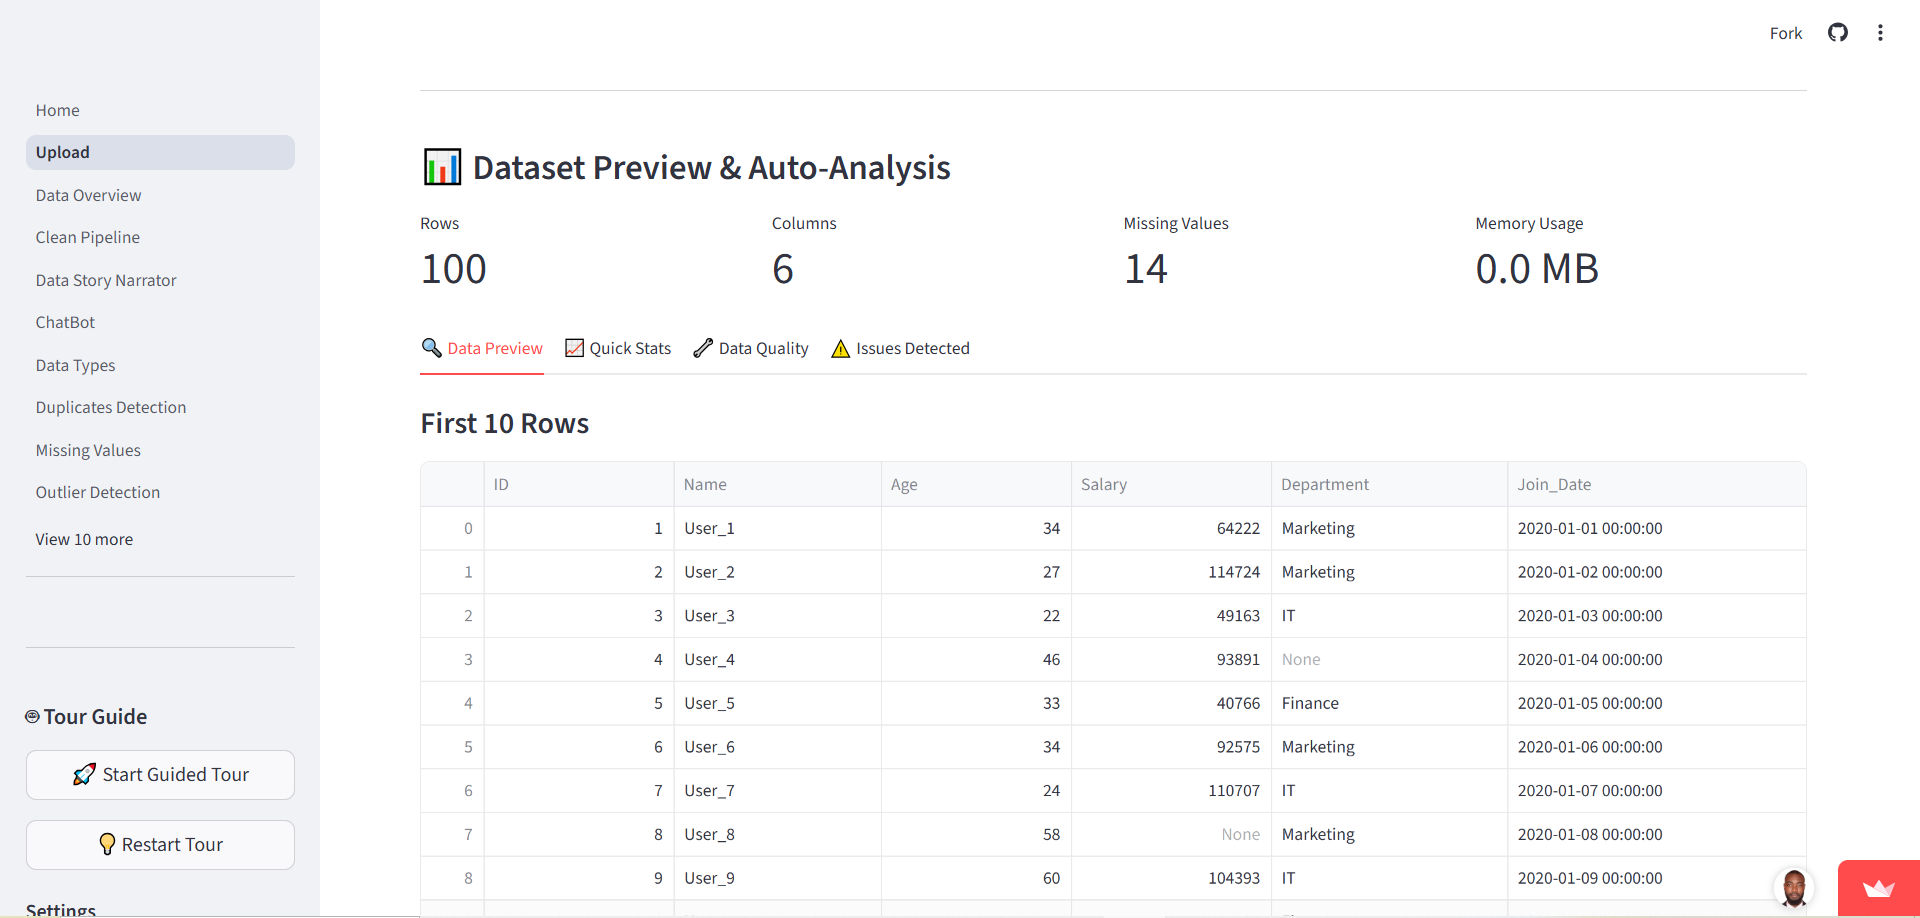 Fork
Home
Upload
Data Overview
Clean Pipeline
Data Story Narrator
ChatBot
Data Types
Duplicates Detection
Missing Values
Outlier Detection
View 10 more
Tour Guide
Start Guided Tour
Restart Tour
Settings
Dataset Preview & Auto-Analysis
Rows Columns Missing Values Memory Usage
100 6 14 0.0 MB
Data Preview Quick Stats Data Quality Issues Detected
First 10 Rows
ID Name Age Salary Department Join_Date
0 1 User_1 34 64222 Marketing 2020-01-01 00:00:00
1 2 User_2 27 114724 Marketing 2020-01-02 00:00:00
2 3 User_3 22 49163 IT 2020-01-03 00:00:00
3 4 User_4 46 93891 None 2020-01-04 00:00:00
4 5 User_5 33 40766 Finance 2020-01-05 00:00:00
5 6 User_6 34 92575 Marketing 2020-01-06 00:00:00
6 7 User_7 24 110707 IT 2020-01-07 00:00:00
7 8 User_8 58 None Marketing 2020-01-08 00:00:00
8 9 User_9 60 104393 IT 2020-01-09 00:00:00